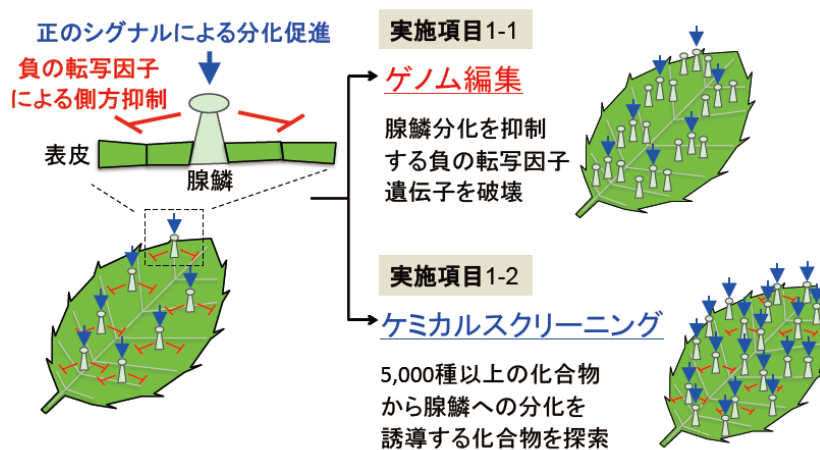 正のシグナルによる分化促進
負の転写因子
による側方抑制
表皮
腺鱗
実施項目1-1
ゲノム編集
腺鱗分化を抑制
する負の転写因子
遺伝子を破壊
実施項目1-2
ケミカルスクリーニング
5,000種以上の化合物
から腺鱗への分化を
誘導する化合物を探索